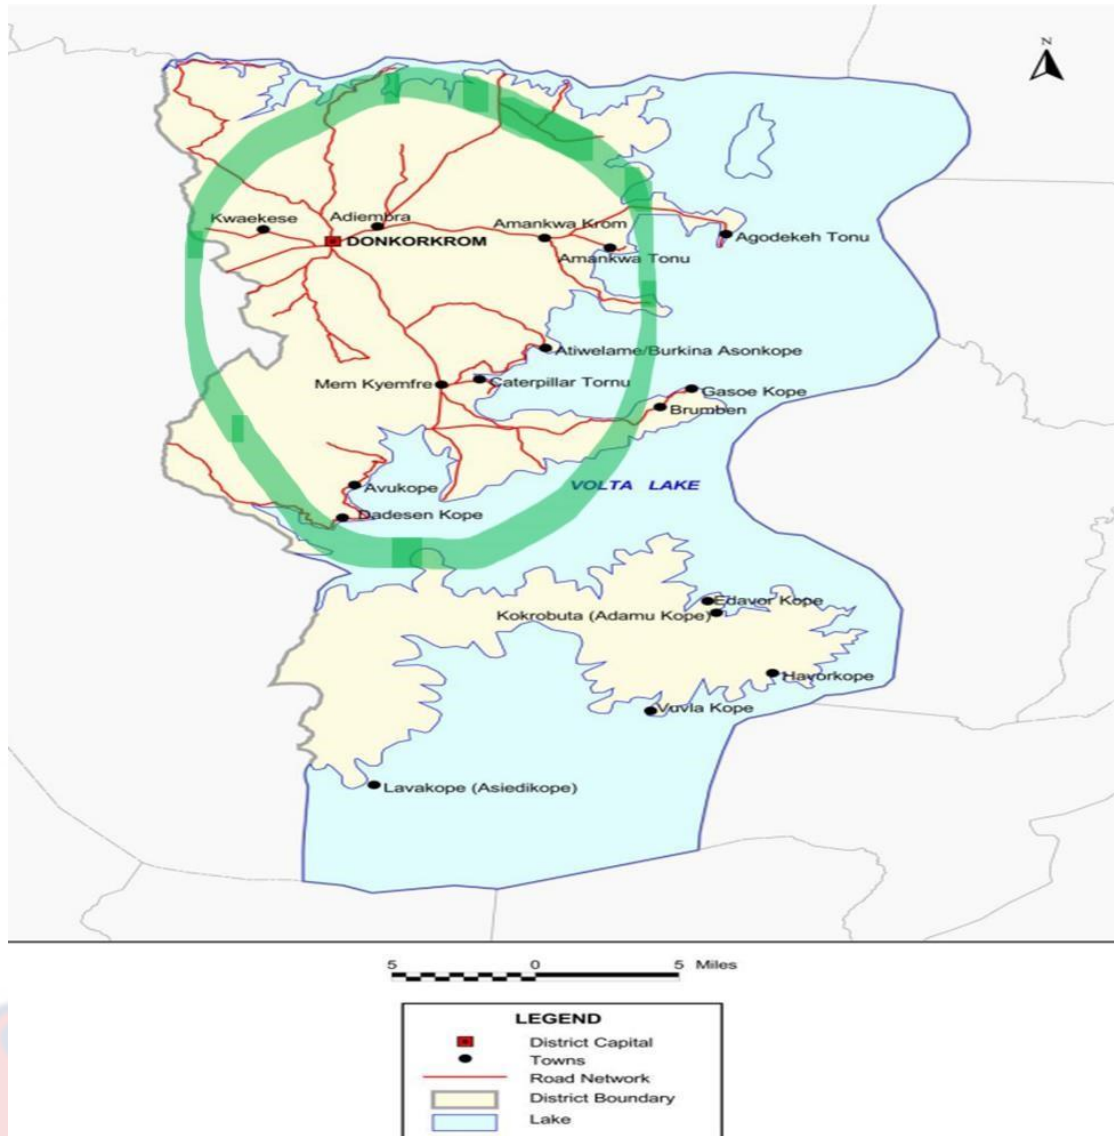 N
Kwaekese
Adiembra
DONKORKROM
Amankwa Krom
Agodekeh Tonu
Amankwa Tonu
Atiwelame/Burkina Asonkope
Mem Kyemfre
Caterpillar Tornu
Gasoe Kope
Brumben
Avukope
VOLTA LAKE
Dadesen Kope
Edavor Kope
Kokrobuta (Adamu Kope)
Havorkope
Vuvla Kope
Lavakope (Asiedikope)
5 0 5 Miles
LEGEND
District Capital
Towns
Road Network
District Boundary
Lake